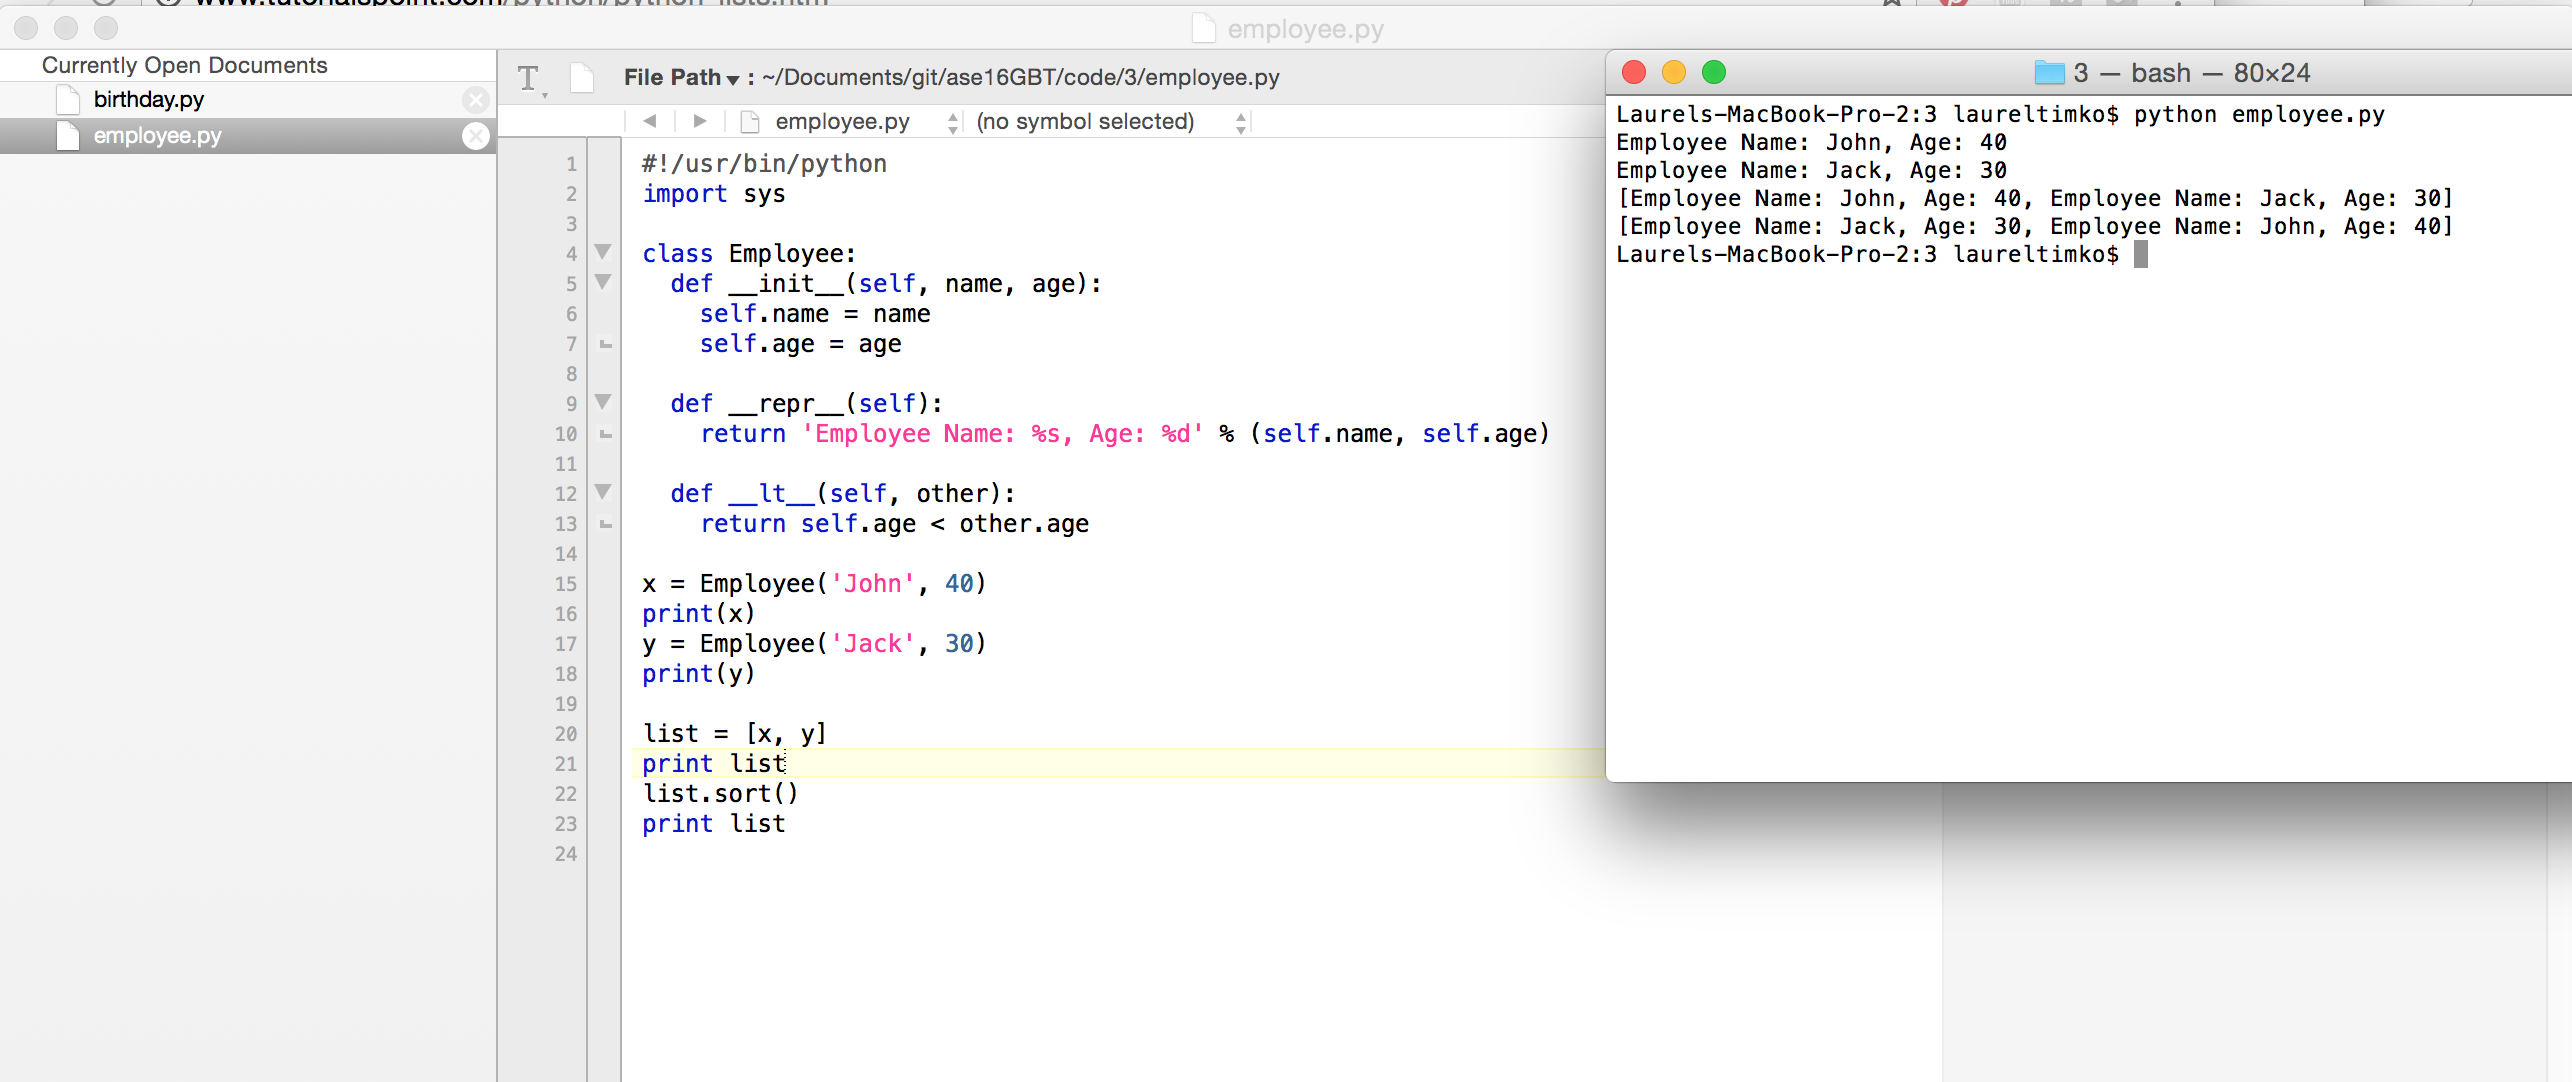 employee.py
Currently Open Documents
birthday.py
employee.py
File Path : ~/Documents/git/ase16GBT/code/3/employee.py
employee.py (no symbol selected)
1 #!/usr/bin/python
2 import sys
3
4 class Employee:
5   def __init__(self, name, age):
6     self.name = name
7     self.age = age
8
9   def __repr__(self):
10     return 'Employee Name: %s, Age: %d' % (self.name, self.age)
11
12   def __lt__(self, other):
13     return self.age < other.age
14
15 x = Employee('John', 40)
16 print(x)
17 y = Employee('Jack', 30)
18 print(y)
19
20 list = [x, y]
21 print list
22 list.sort()
23 print list
24
3 — bash — 80×24
Laurels-MacBook-Pro-2:3 laureltimko$ python employee.py
Employee Name: John, Age: 40
Employee Name: Jack, Age: 30
[Employee Name: John, Age: 40, Employee Name: Jack, Age: 30]
[Employee Name: Jack, Age: 30, Employee Name: John, Age: 40]
Laurels-MacBook-Pro-2:3 laureltimko$